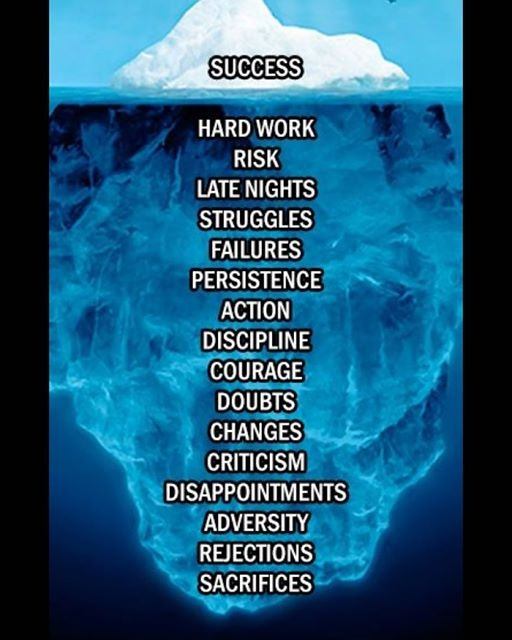 SUCCESS
HARD WORK
RISK
LATE NIGHTS
STRUGGLES
FAILURES
PERSISTENCE
ACTION
DISCIPLINE
COURAGE
DOUBTS
CHANGES
CRITICISM
DISAPPOINTMENTS
ADVERSITY
REJECTIONS
SACRIFICES